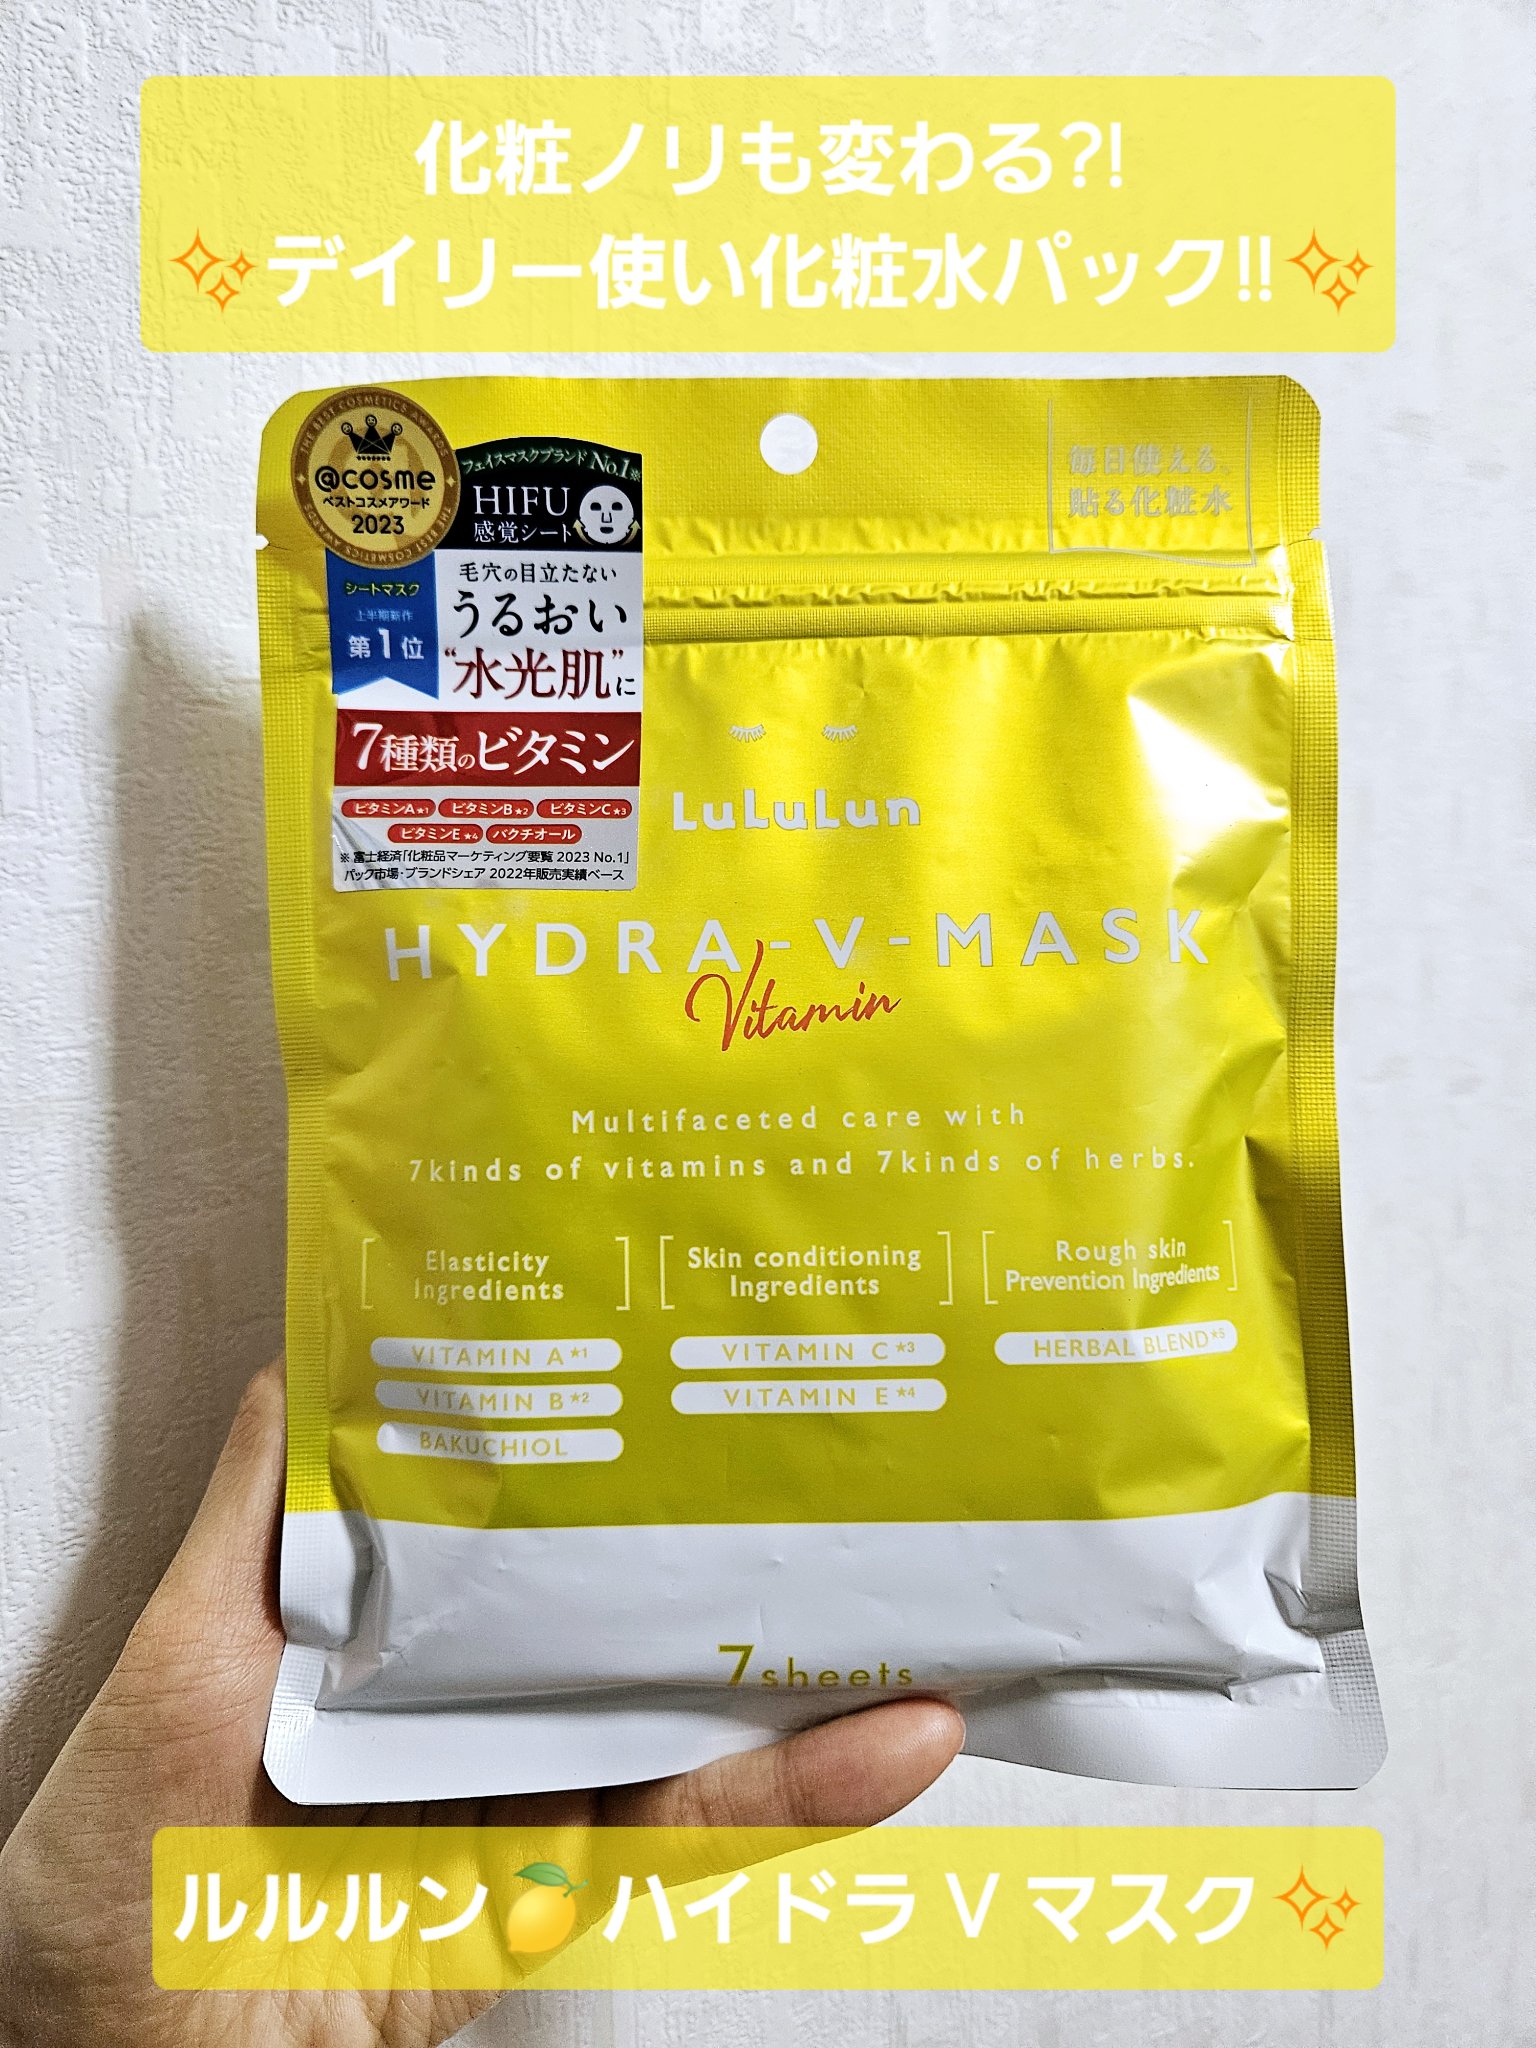 化粧ノリも変わる?!
✨デイリー使い化粧水パック!!✨
THE BEST COSMETICS AWARDS
@cosme
ベストコスメアワード
2023
シートマスク
上半期新作
第1位
フェイスマスクブランド No.1※
HIFU
感覚シート
毛穴の目立たない
うるおい
“水光肌”に
7種類のビタミン
ビタミンA★1 ビタミンB★2 ビタミンC★3
ビタミンE★4 バクチオール
※ 富士経済「化粧品マーケティング要覧 2023 No.1」
パック市場・ブランドシェア 2022年販売実績ベース
毎日使える、
貼る化粧水
LuLuLun
HYDRA-V-MASK
Vitamin
Multifaceted care with
7kinds of vitamins and 7kinds of herbs.
Elasticity
Ingredients
VITAMIN A★1
VITAMIN B★2
BAKUCHIOL
Skin conditioning
Ingredients
VITAMIN C★3
VITAMIN E★4
Rough skin
Prevention Ingredients
HERBAL BLEND★5
7sheets
ルルルン🍋ハイドラ V マスク✨